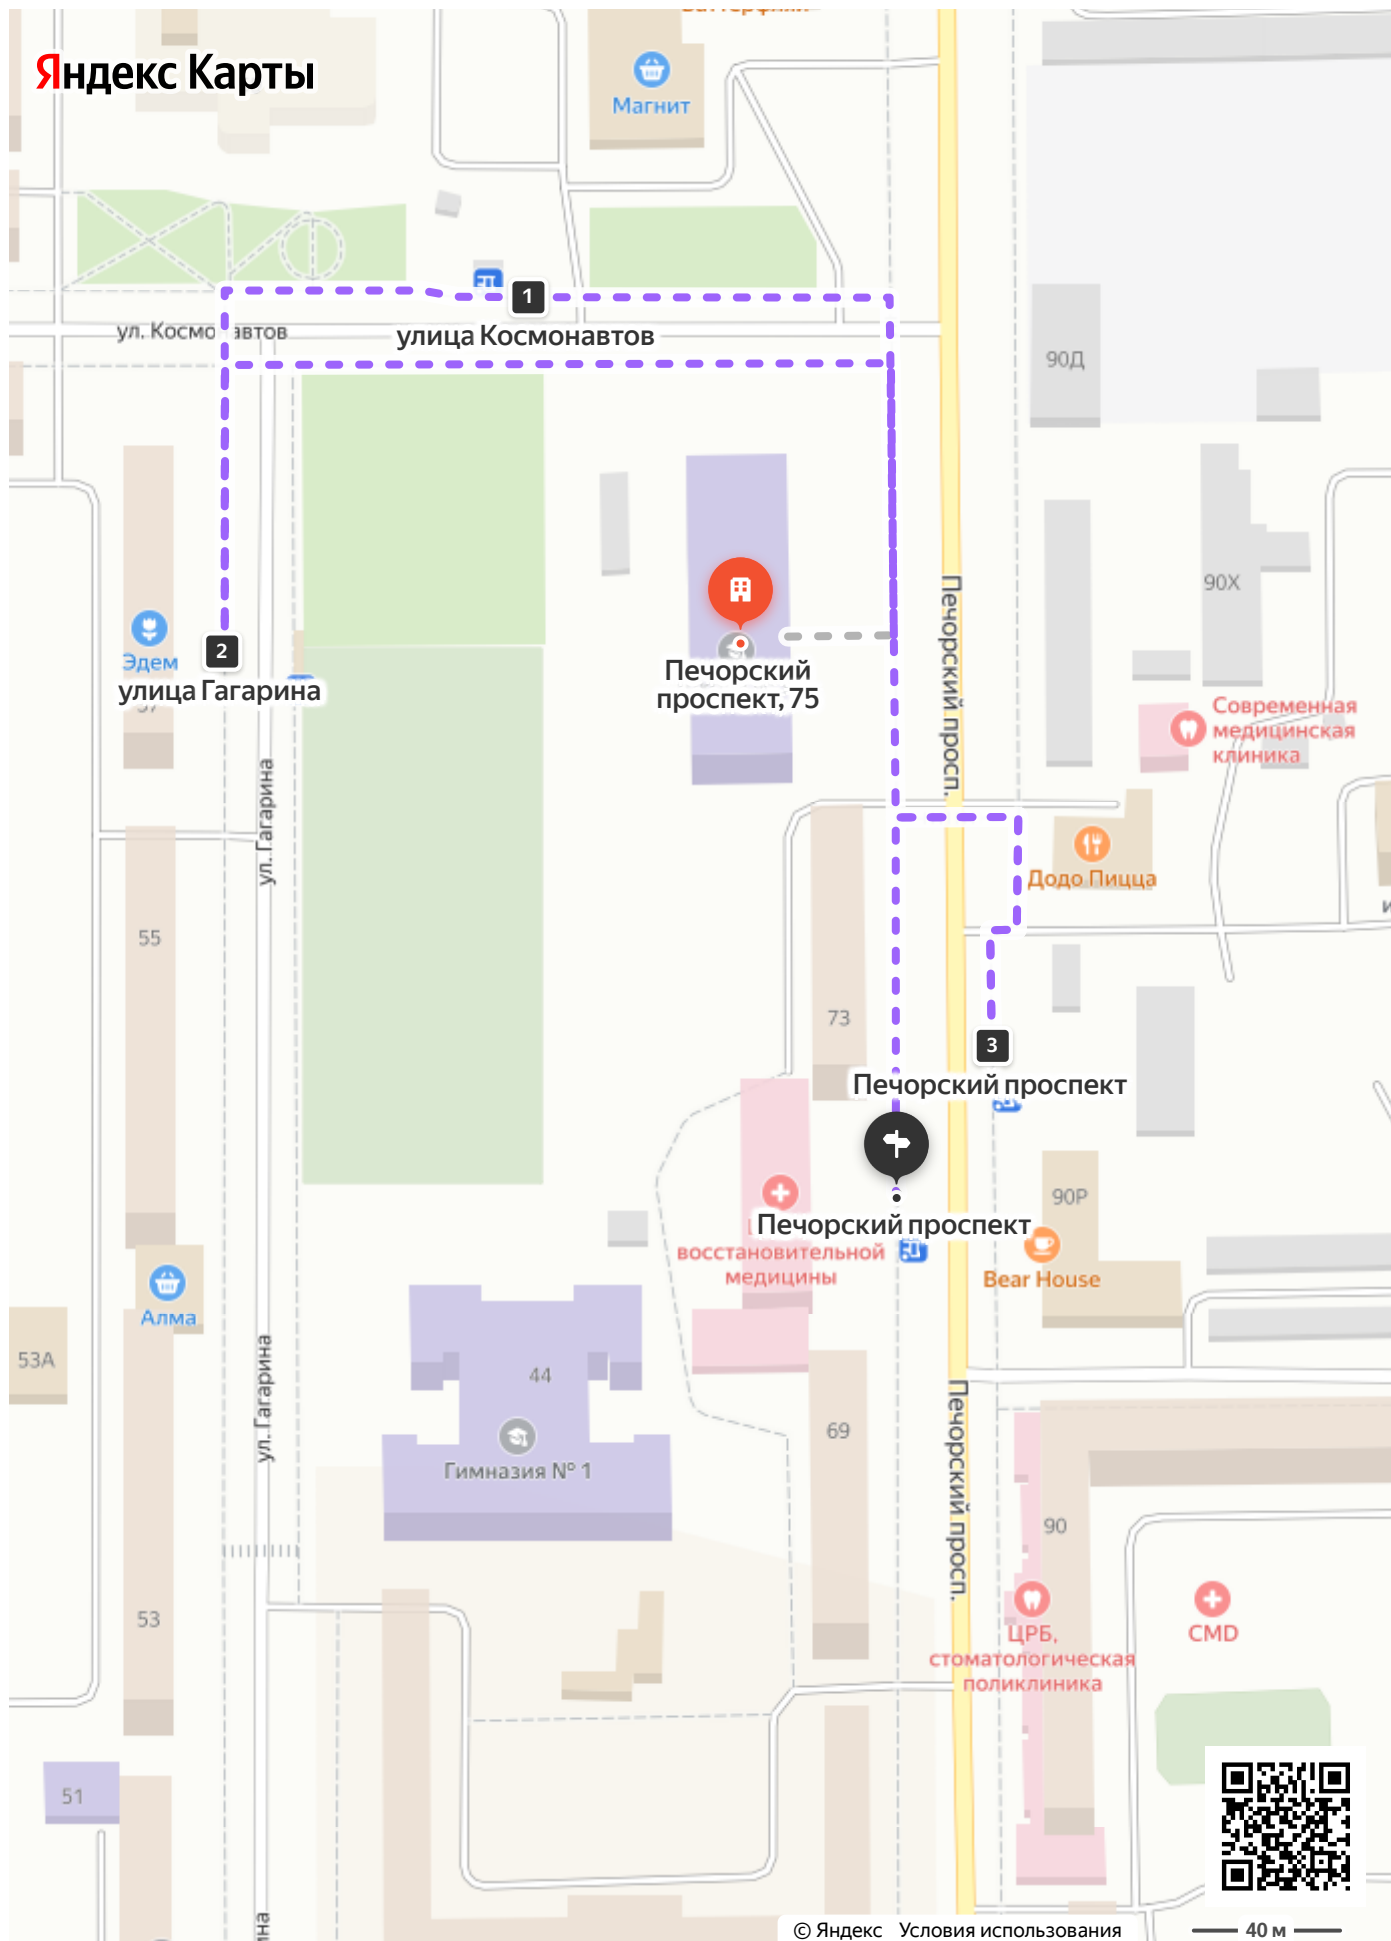 Яндекс Карты
Магнит
1
ул. Космо
автов
улица Космонавтов
90Д
90Х
Печорский просп.
Эдем
2
улица Гагарина
Печорский
проспект, 75
Современная
медицинская
клиника
ул. Гагарина
Додо Пицца
55
73
3
Печорский проспект
90Р
Печорский проспект
восстановительной
медицины
Bear House
Алма
53А
ул. Гагарина
44
Гимназия № 1
69
Печорский просп.
90
53
ЦРБ,
стоматологическая
поликлиника
CMD
51
© Яндекс Условия использования
40 м